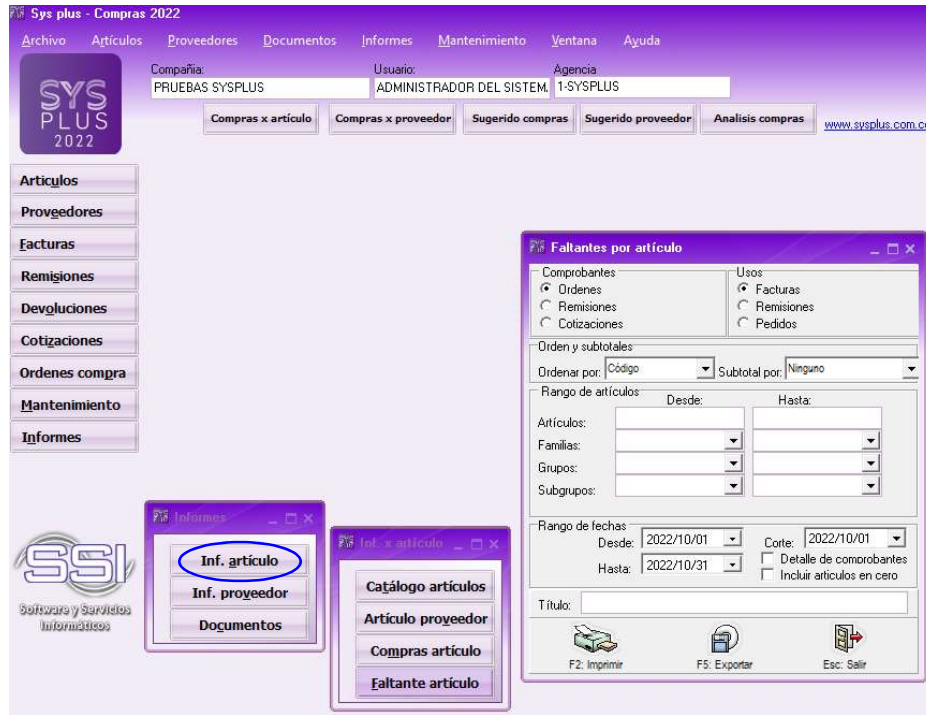 Sys plus - Compras 2022
Archivo Artículos Proveedores Documentos Informes Mantenimiento Ventana Ayuda
Compañia: Usuario: Agencia
PRUEBAS SYSPLUS ADMINISTRADOR DEL SISTEM. 1-SYSPLUS
SYS
PLUS
2022
Compras x artículo Compras x proveedor Sugerido compras Sugerido proveedor Analisis compras www.sysplus.com.co
Articulos
Proveedores
Facturas
Remisiones
Devoluciones
Cotizaciones
Ordenes compra
Mantenimiento
Informes
SSI
Software y Servicios
Informáticos
Informes
Inf. artículo
Inf. proveedor
Documentos
Inf. x artículo
Catálogo artículos
Artículo proveedor
Compras artículo
Faltante artículo
Faltantes por artículo
Comprobantes Usos
Ordenes Facturas
Remisiones Remisiones
Cotizaciones Pedidos
Orden y subtotales
Ordenar por: Código Subtotal por: Ninguno
Rango de artículos Desde: Hasta:
Artículos:
Familias:
Grupos:
Subgrupos:
Rango de fechas
Desde: 2022/10/01 Corte: 2022/10/01
Hasta: 2022/10/31 Detalle de comprobantes
Incluir articulos en cero
Título:
F2: Imprimir F5: Exportar Esc: Salir